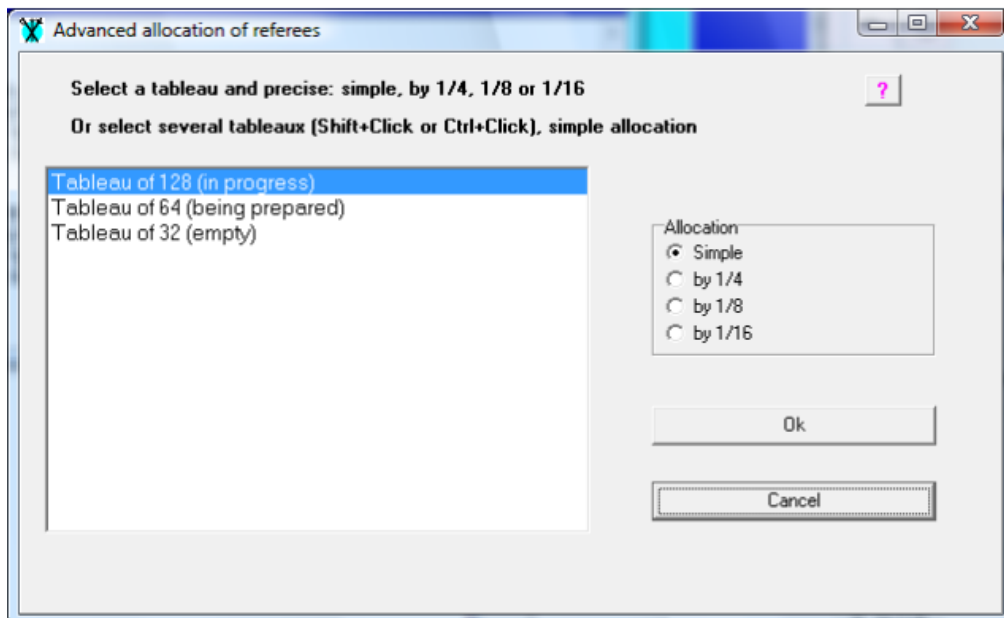 Advanced allocation of referees
Select a tableau and precise: simple, by 1/4, 1/8 or 1/16
?
Or select several tableaux (Shift+Click or Ctrl+Click), simple allocation
Tableau of 128 (in progress)
Tableau of 64 (being prepared)
Tableau of 32 (empty)
Allocation
Simple
by 1/4
by 1/8
by 1/16
Ok
Cancel